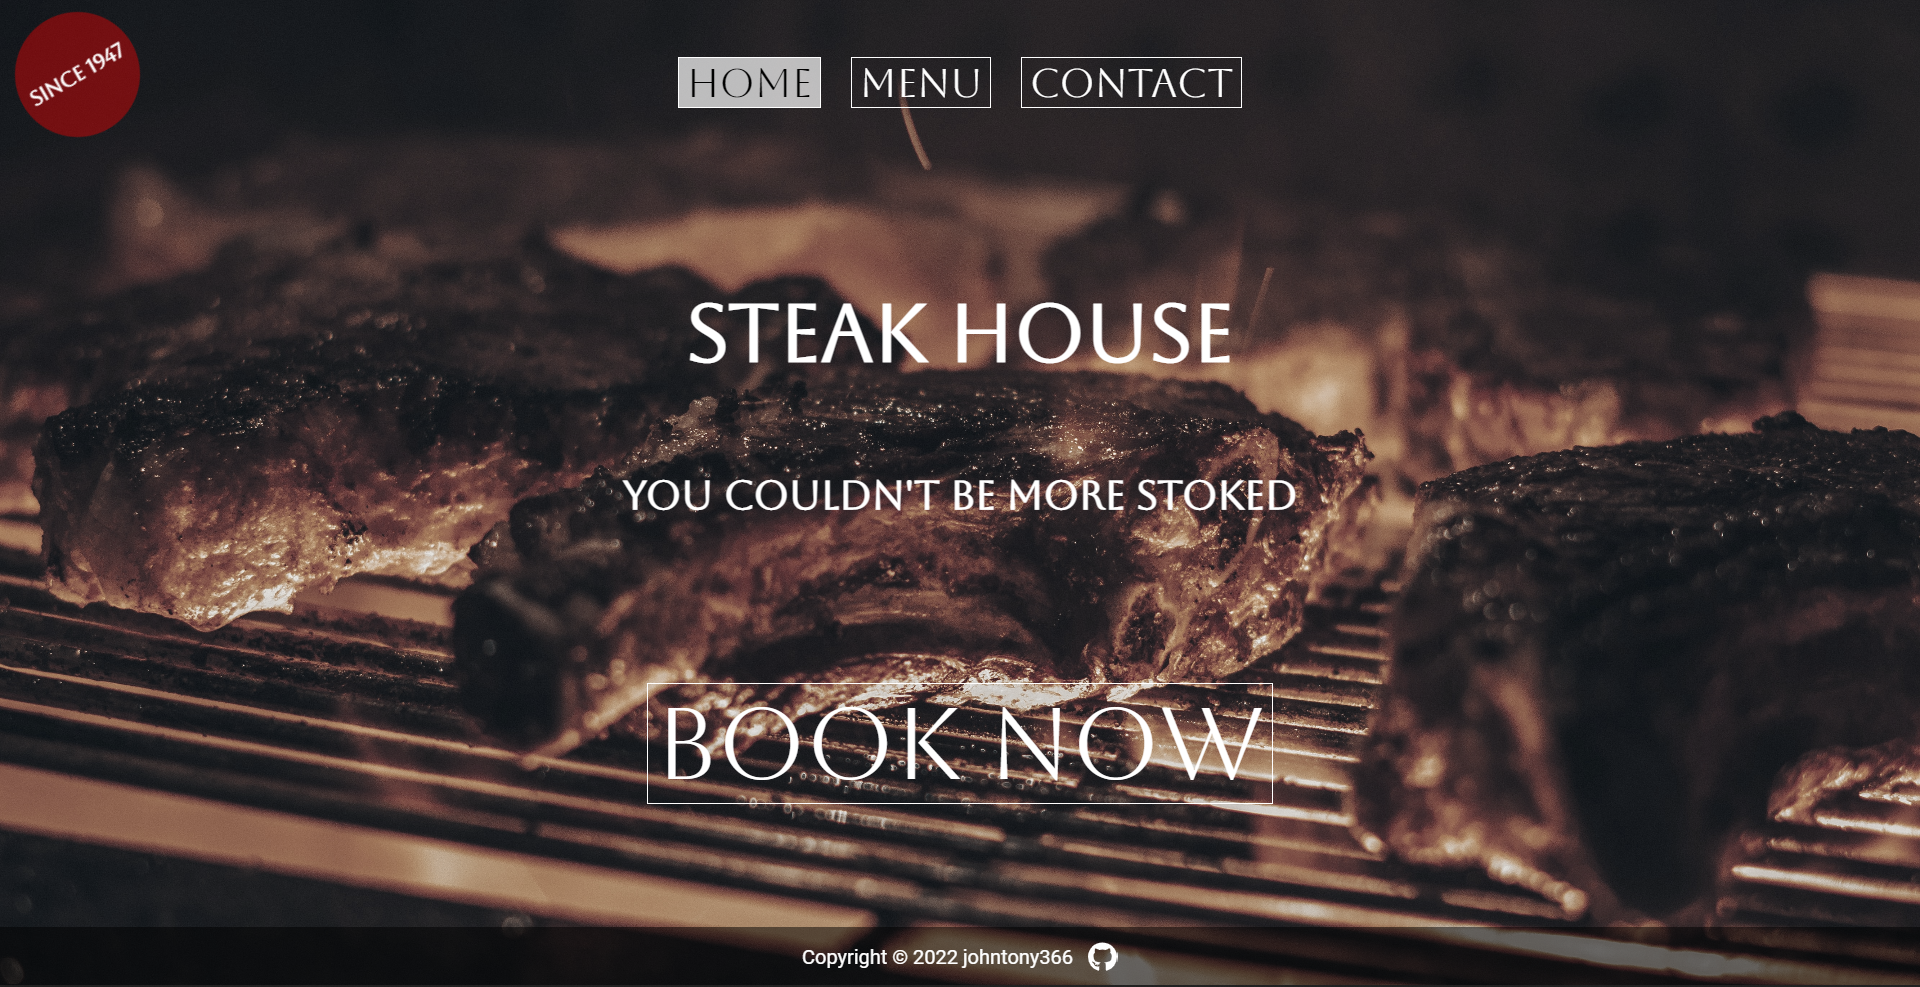 SINCE 1947
HOME MENU CONTACT
STEAK HOUSE
YOU COULDN'T BE MORE STOKED
BOOK NOW
Copyright © 2022 johntony366